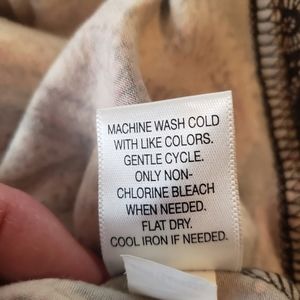 MACHINE WASH COLD
WITH LIKE COLORS.
GENTLE CYCLE.
ONLY NON-
CHLORINE BLEACH
WHEN NEEDED.
FLAT DRY.
COOL IRON IF NEEDED.